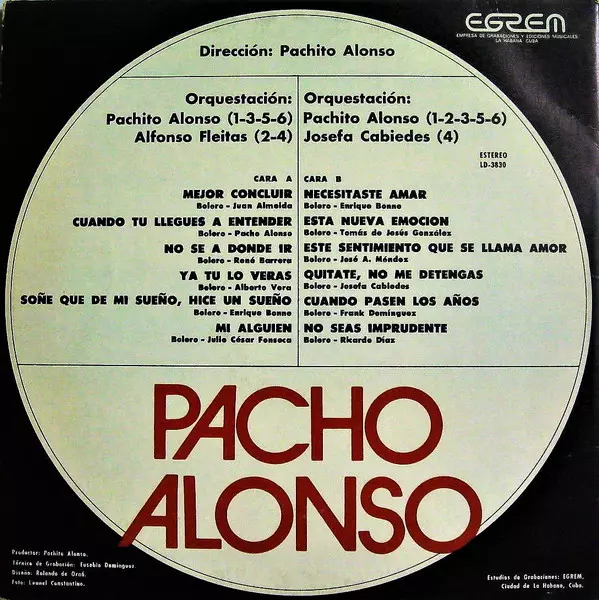 EGREM
EMPRESA DE GRABACIONES Y EDICIONES MUSICALES
LA HABANA CUBA
Dirección: Pachito Alonso
Orquestación:
Pachito Alonso (1-3-5-6)
Alfonso Fleitas (2-4)
Orquestación:
Pachito Alonso (1-2-3-5-6)
Josefa Cabiedes (4)
ESTEREO
LD-3830
CARA A
MEJOR CONCLUIR
Bolero - Juan Almeida
CUANDO TU LLEGUES A ENTENDER
Bolero - Pacho Alonso
NO SE A DONDE IR
Bolero - René Barrera
YA TU LO VERAS
Bolero - Alberto Vera
SOÑE QUE DE MI SUEÑO, HICE UN SUEÑO
Bolero - Enrique Bonne
MI ALGUIEN
Bolero - Julio César Fonseca
CARA B
NECESITASTE AMAR
Bolero - Enrique Bonne
ESTA NUEVA EMOCION
Bolero - Tomás de Jesús González
ESTE SENTIMIENTO QUE SE LLAMA AMOR
Bolero - José A. Méndez
QUITATE, NO ME DETENGAS
Bolero - Josefa Cabiedes
CUANDO PASEN LOS AÑOS
Bolero - Frank Domínguez
NO SEAS IMPRUDENTE
Bolero - Ricardo Díaz
PACHO
ALONSO
Productor: Pachito Alonso.
Técnico de Grabación: Eusebio Domínguez.
Diseño: Rolando de Oraá.
Foto: Leonel Constantino.
Estudios de Grabaciones: EGREM,
Ciudad de La Habana, Cuba.